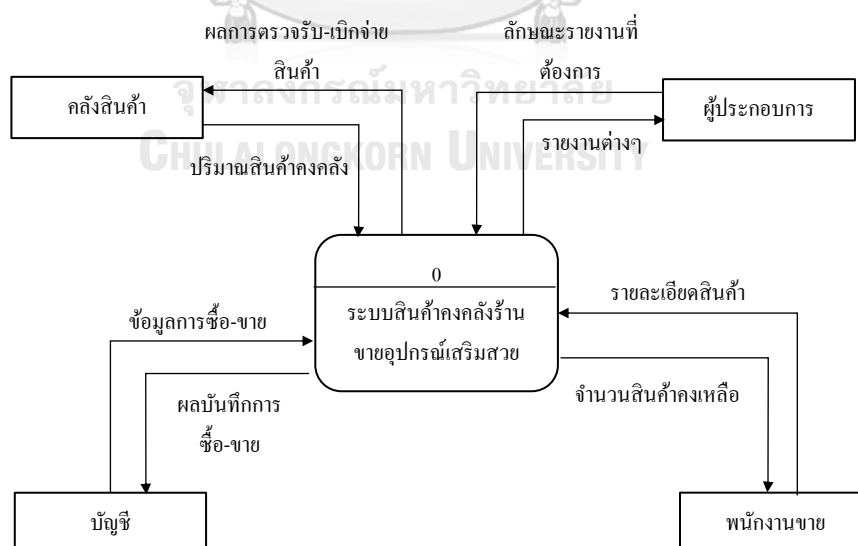 ผลการตรวจรับ-เบิกจ่าย
สินค้า
ลักษณะรายงานที่
ต้องการ
คลังสินค้า
ผู้ประกอบการ
จุฬาลงกรณ์มหาวิทยาลัย
CHULALONGKORN UNIVERSITY
ปริมาณสินค้าคงคลัง
รายงานต่างๆ
0
ระบบสินค้าคงคลังร้าน
ขายอุปกรณ์เสริมสวย
ข้อมูลการซื้อ-ขาย
รายละเอียดสินค้า
ผลบันทึกการ
ซื้อ-ขาย
จำนวนสินค้าคงเหลือ
บัญชี
พนักงานขาย